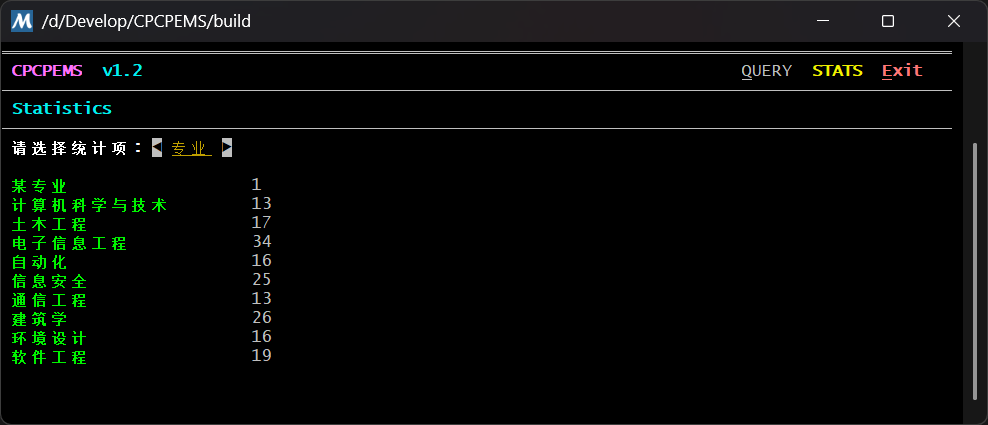 /d/Develop/CPCPEMS/build
CPCPEMS v1.2 QUERY STATS Exit
Statistics
请选择统计项： ◀ 专业 ▶
某专业 1
计算机科学与技术 13
土木工程 17
电子信息工程 34
自动化 16
信息安全 25
通信工程 13
建筑学 26
环境设计 16
软件工程 19